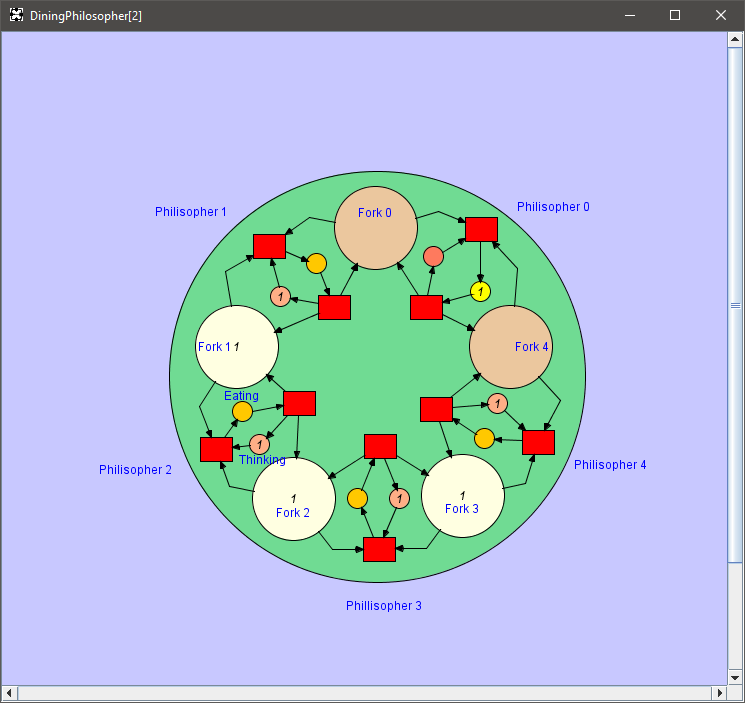 DiningPhilosopher[2]
Philisopher 0
Philisopher 1
Fork 0
1
1
Fork 1 1
Fork 4
Eating
1
1
Thinking
Philisopher 4
Philisopher 2
1
Fork 2
1
1
Fork 3
Phillisopher 3